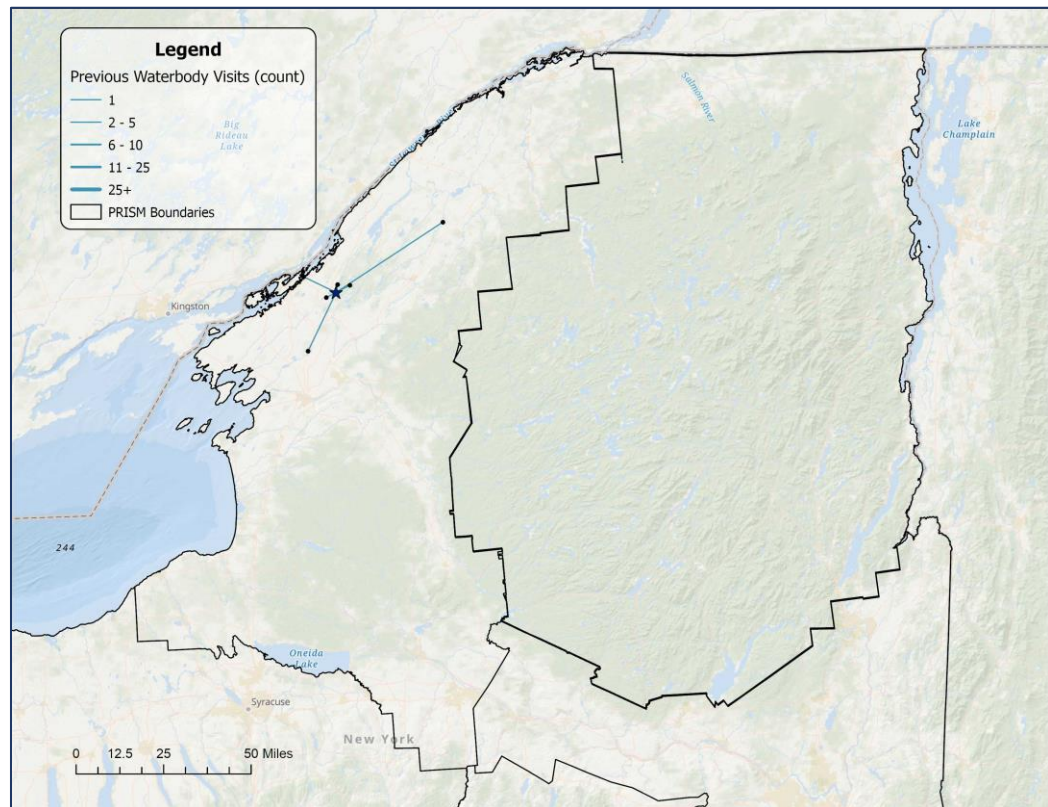 Legend
Previous Waterbody Visits (count)
1
2 - 5
6 - 10
11 - 25
25+
PRISM Boundaries
Big
Rideau
Lake
Salmon River
Lake
Champlain
Kingston
244
Oneida
Lake
Syracuse
New York
0 12.5 25 50 Miles